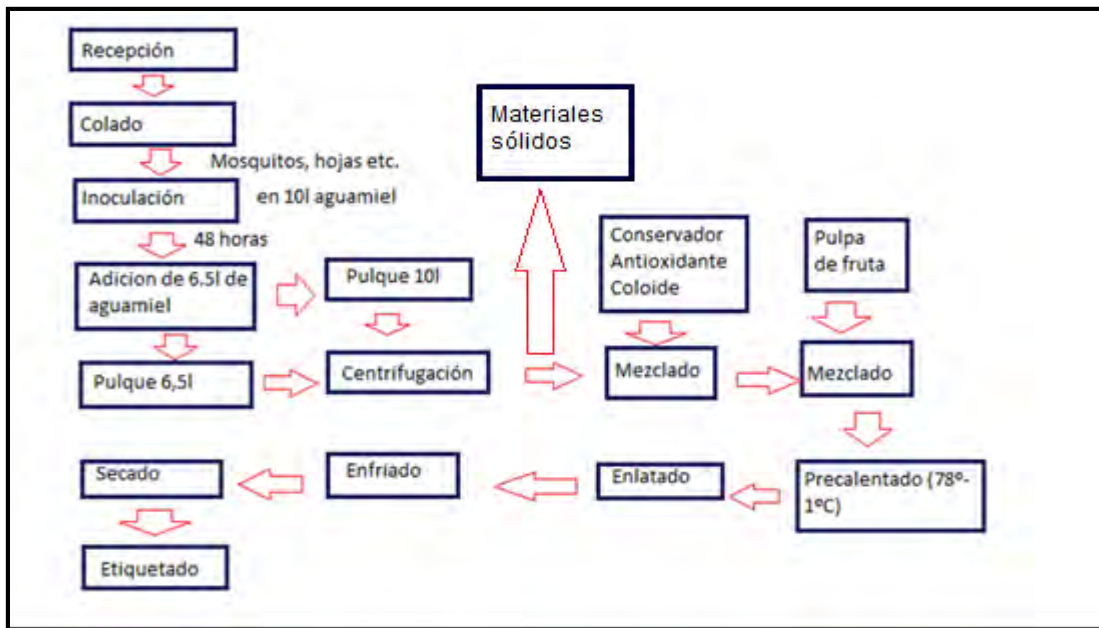 Recepción
Colado
Mosquitos, hojas etc.
Inoculación
en 10l aguamiel
48 horas
Adicion de 6.5l de
aguamiel
Pulque 10l
Pulque 6,5l
Centrifugación
Materiales
sólidos
Conservador
Antioxidante
Coloide
Mezclado
Pulpa
de fruta
Mezclado
Precalentado (78º-
1ºC)
Enlatado
Enfriado
Secado
Etiquetado